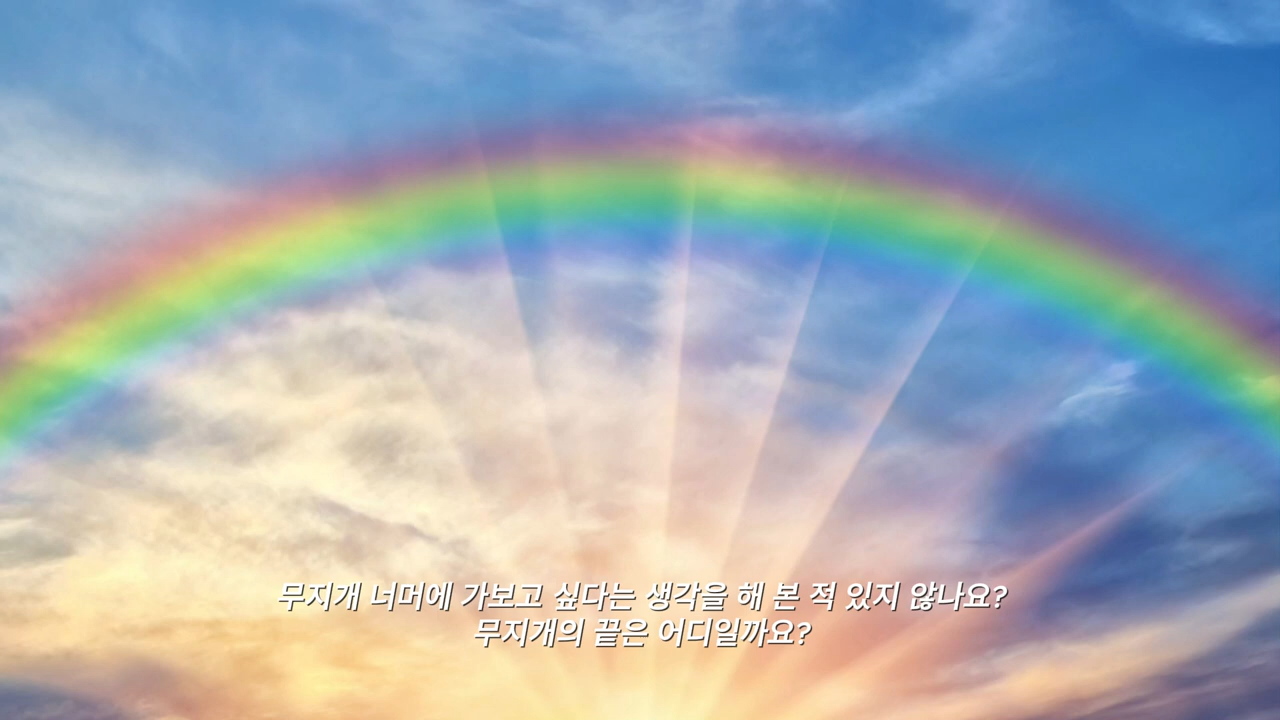 무지개 너머에 가보고 싶다는 생각을 해 본 적 있지 않나요?
무지개의 끝은 어디일까요?